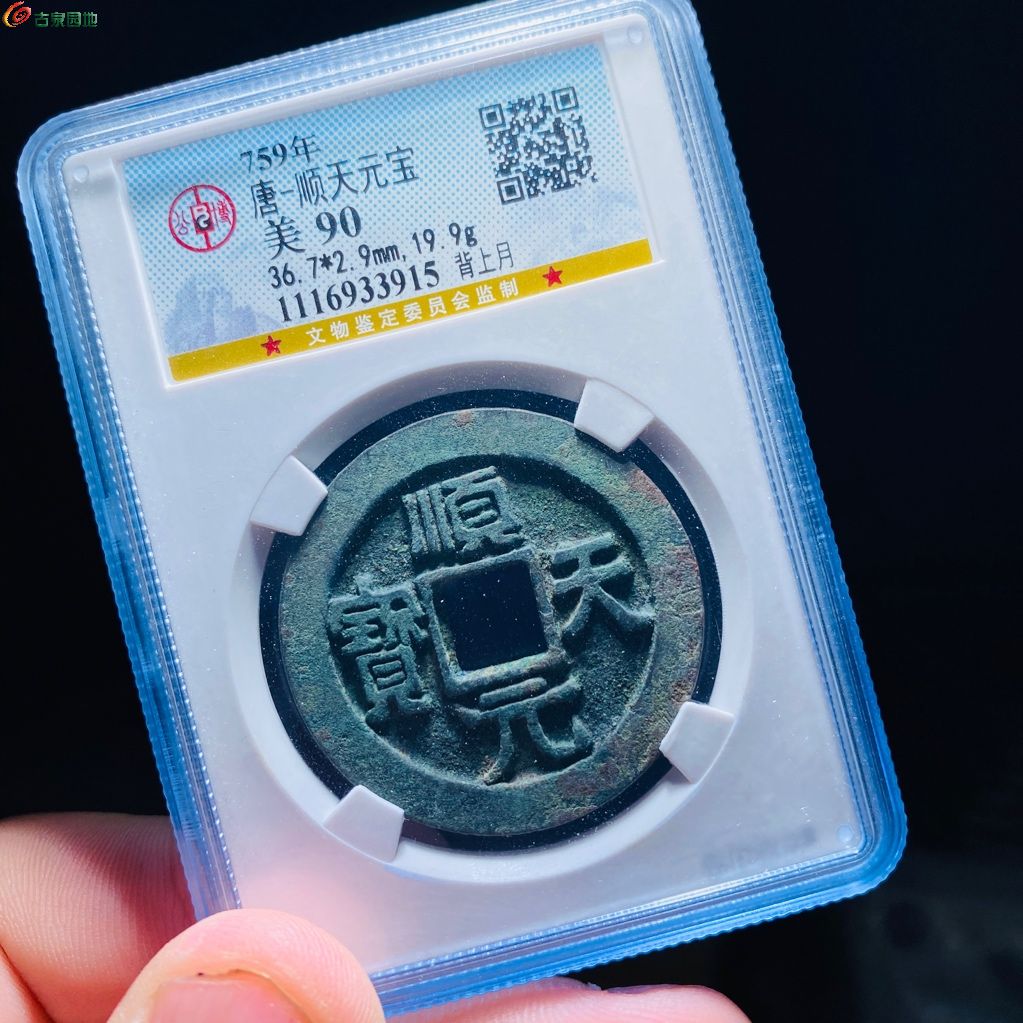 古泉园地
759年
唐-顺天元宝
美 90
36.7*2.9mm, 19.9g
1116933915 背上月
文物鉴定委员会监制
公博
順
天
元
寶